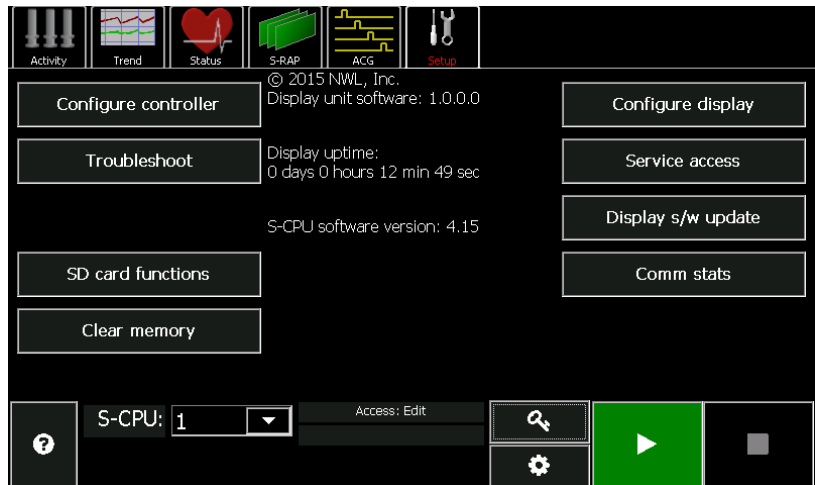 Activity
Trend
Status
S-RAP
ACG
Setup
© 2015 NWL, Inc.
Display unit software: 1.0.0.0
Configure controller
Configure display
Troubleshoot
Display uptime:
0 days 0 hours 12 min 49 sec
Service access
S-CPU software version: 4.15
Display s/w update
SD card functions
Comm stats
Clear memory
S-CPU: 1
Access: Edit
?